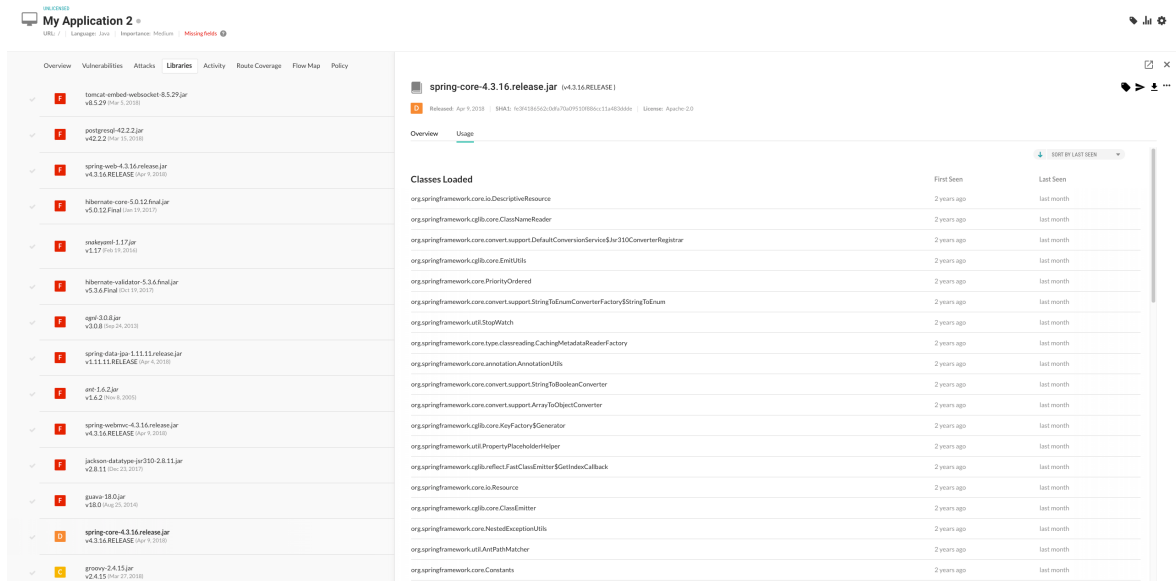 UNLICENSED
My Application 2
URL: / Language: Java Importance: Medium Missing fields
Overview Vulnerabilities Attacks Libraries Activity Route Coverage Flow Map Policy
F
tomcat-embed-websocket-8.5.29.jar
v8.5.29 (Mar 5, 2018)
F
postgresql-42.2.2.jar
v42.2.2 (Mar 15, 2018)
F
spring-web-4.3.16.release.jar
v4.3.16.RELEASE (Apr 9, 2018)
F
hibernate-core-5.0.12.final.jar
v5.0.12.Final (Jan 19, 2017)
F
snakeyaml-1.17.jar
v1.17 (Feb 19, 2016)
F
hibernate-validator-5.3.6.final.jar
v5.3.6.Final (Oct 19, 2017)
F
ognl-3.0.8.jar
v3.0.8 (Sep 24, 2013)
F
spring-data-jpa-1.11.11.release.jar
v1.11.11.RELEASE (Apr 4, 2018)
F
ant-1.6.2.jar
v1.6.2 (Nov 8, 2005)
F
spring-webmvc-4.3.16.release.jar
v4.3.16.RELEASE (Apr 9, 2018)
F
jackson-datatype-jsr310-2.8.11.jar
v2.8.11 (Dec 23, 2017)
F
guava-18.0.jar
v18.0 (Aug 25, 2014)
D
spring-core-4.3.16.release.jar
v4.3.16.RELEASE (Apr 9, 2018)
C
groovy-2.4.15.jar
v2.4.15 (Mar 27, 2018)
spring-core-4.3.16.release.jar (v4.3.16.RELEASE )
D Released: Apr 9, 2018 SHA1: License: Apache-2.0
Overview Usage
SORT BY LAST SEEN
Classes Loaded First Seen Last Seen
org.springframework.core.io.DescriptiveResource 2 years ago last month
org.springframework.cglib.core.ClassNameReader 2 years ago last month
org.springframework.core.convert.support.DefaultConversionService$Jsr310ConverterRegistrar 2 years ago last month
org.springframework.cglib.core.EmitUtils 2 years ago last month
org.springframework.core.PriorityOrdered 2 years ago last month
org.springframework.core.convert.support.StringToEnumConverterFactory$StringToEnum 2 years ago last month
org.springframework.util.StopWatch 2 years ago last month
org.springframework.core.type.classreading.CachingMetadataReaderFactory 2 years ago last month
org.springframework.core.annotation.AnnotationUtils 2 years ago last month
org.springframework.core.convert.support.StringToBooleanConverter 2 years ago last month
org.springframework.core.convert.support.ArrayToObjectConverter 2 years ago last month
org.springframework.cglib.core.KeyFactory$Generator 2 years ago last month
org.springframework.util.PropertyPlaceholderHelper 2 years ago last month
org.springframework.cglib.reflect.FastClassEmitter$GetIndexCallback 2 years ago last month
org.springframework.core.io.Resource 2 years ago last month
org.springframework.cglib.core.ClassEmitter 2 years ago last month
org.springframework.core.NestedExceptionUtils 2 years ago last month
org.springframework.util.AntPathMatcher 2 years ago last month
org.springframework.core.Constants 2 years ago last month